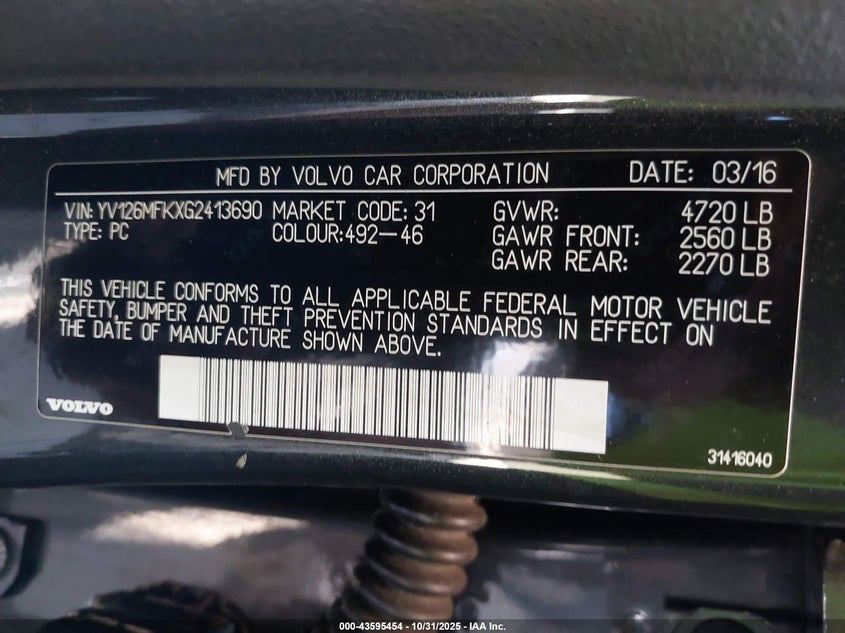 MFD BY VOLVO CAR CORPORATION DATE: 03/16
VIN: YV126MFKXG2413690 MARKET CODE: 31 GVWR: 4720 LB
TYPE: PC COLOUR:492-46 GAWR FRONT: 2560 LB
GAWR REAR: 2270 LB
THIS VEHICLE CONFORMS TO ALL APPLICABLE FEDERAL MOTOR VEHICLE
SAFETY, BUMPER AND THEFT PREVENTION STANDARDS IN EFFECT ON
THE DATE OF MANUFACTURE SHOWN ABOVE.
VOLVO
31416040
000-43595454 - 10/31/2025 - IAA Inc.